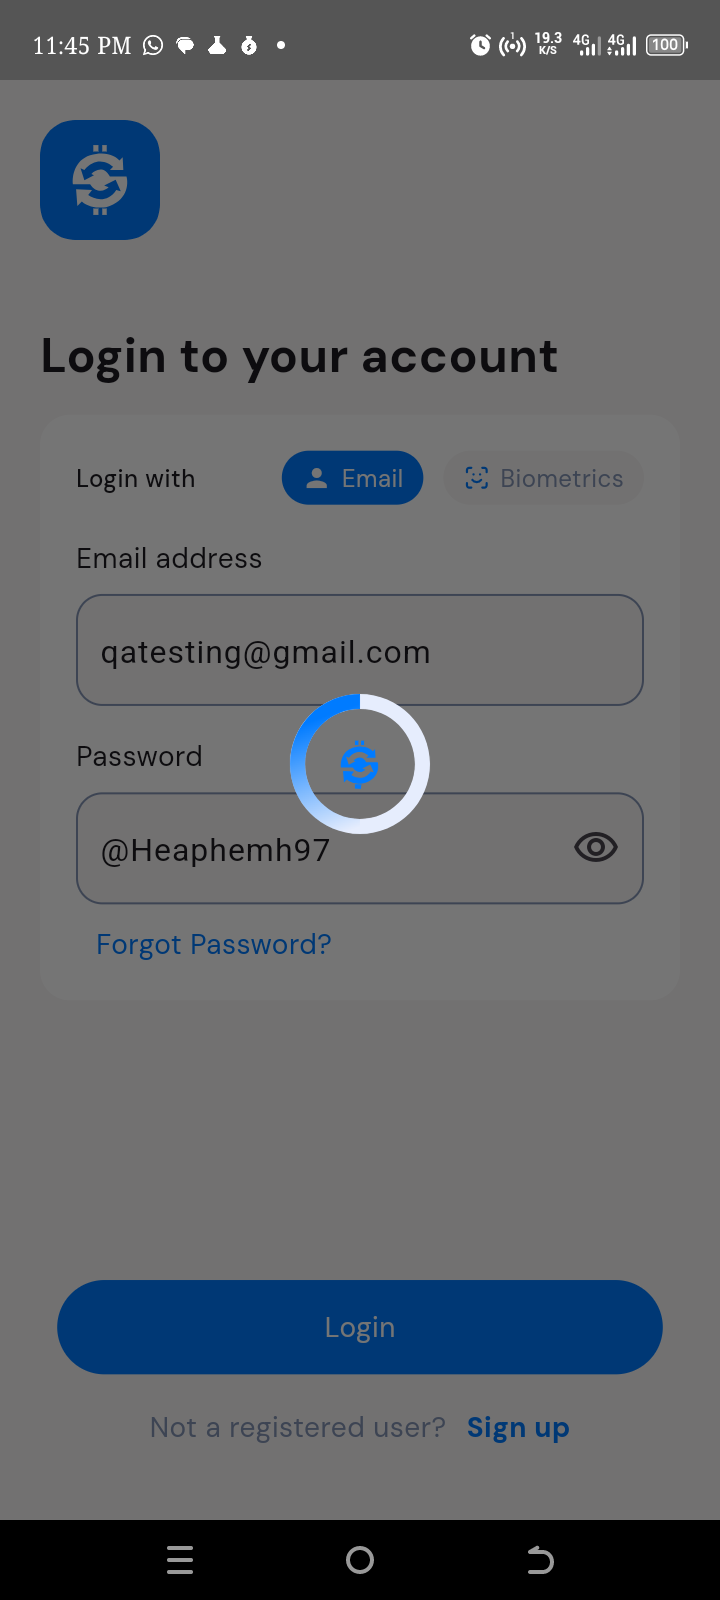 11:45 PM 1 19.3 K/S 4G 4G 100
Login to your account
Login with Email Biometrics
Email address
qatesting@gmail.com
Password
@Heaphemh97
Forgot Password?
Login
Not a registered user? Sign up